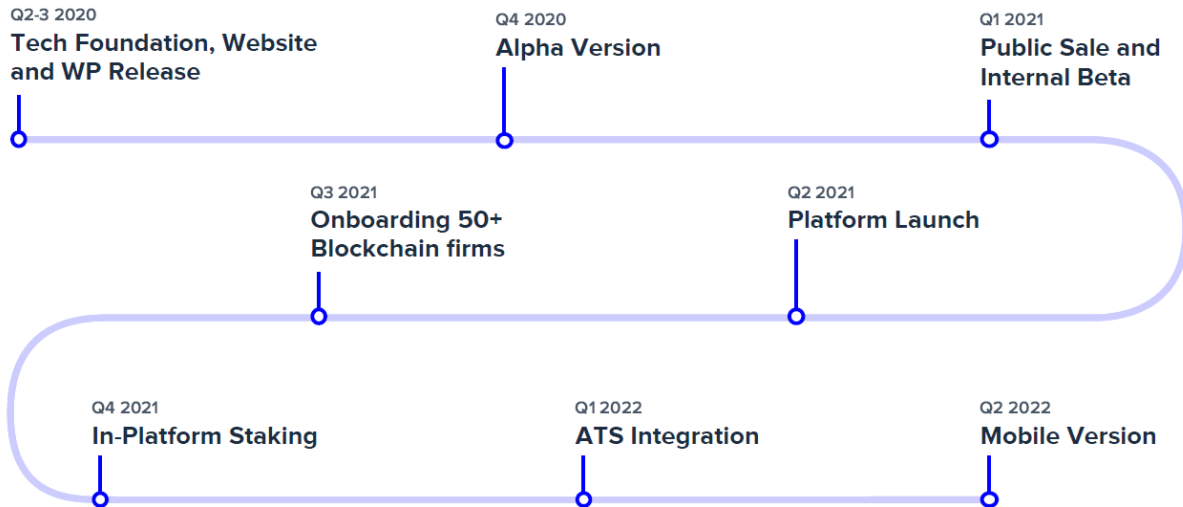 Q2-3 2020
Tech Foundation, Website
and WP Release
Q4 2020
Alpha Version
Q1 2021
Public Sale and
Internal Beta
Q2 2021
Platform Launch
Q3 2021
Onboarding 50+
Blockchain firms
Q4 2021
In-Platform Staking
Q1 2022
ATS Integration
Q2 2022
Mobile Version